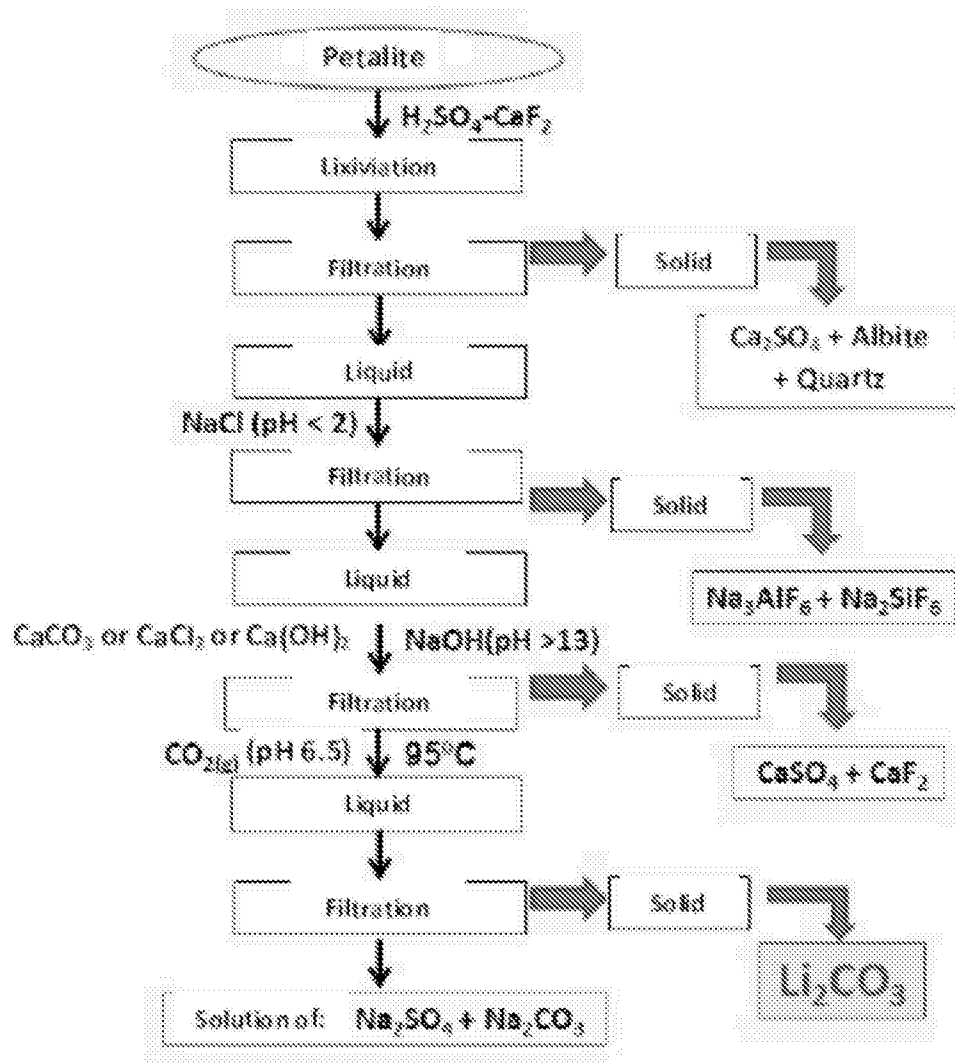 Petalite
H₂SO₄-CaF₂
Lixiviation
Filtration
Solid
Ca₂SO₄ + Albite
+ Quartz
Liquid
NaCl (pH < 2)
Filtration
Solid
Na₃AlF₆ + Na₂SiF₆
Liquid
CaCO₃ or CaCl₂ or Ca(OH)₂
NaOH(pH >13)
Filtration
Solid
CaSO₄ + CaF₂
CO₂(g) (pH 6.5)
95ºC
Liquid
Filtration
Solid
Li₂CO₃
Solution of: Na₂SO₄ + Na₂CO₃